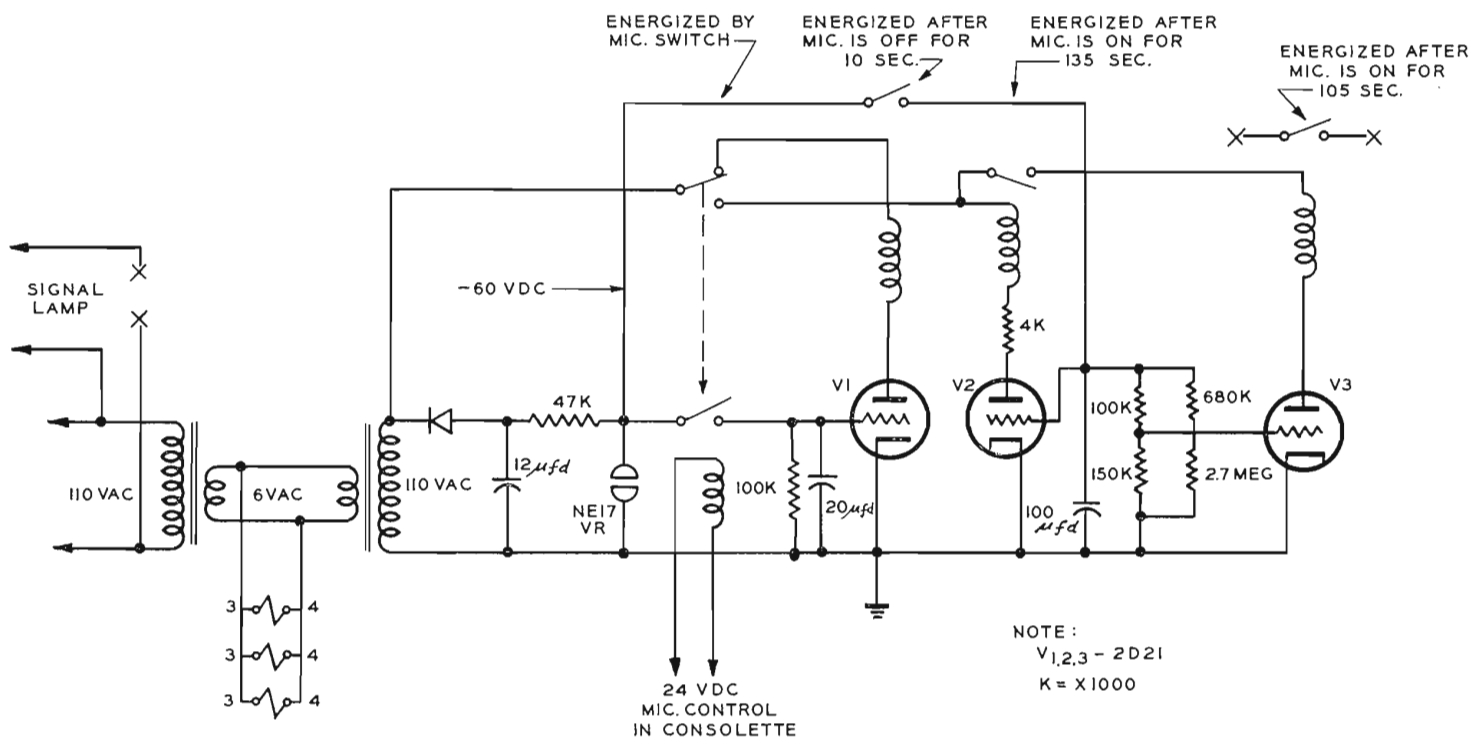 ENERGIZED BY
MIC. SWITCH
ENERGIZED AFTER
MIC. IS OFF FOR
10 SEC.
ENERGIZED AFTER
MIC. IS ON FOR
135 SEC.
ENERGIZED AFTER
MIC. IS ON FOR
105 SEC.
SIGNAL
LAMP
-60 VDC
4K
V1
V2
V3
47K
100K
680K
110 VAC
6VAC
110 VAC
12µfd
NE17
VR
100K
20µfd
100
µfd
150K
2.7 MEG
3 4
3 4
3 4
24 VDC
MIC. CONTROL
IN CONSOLETTE
NOTE :
V1,2,3 - 2D21
K = X1000